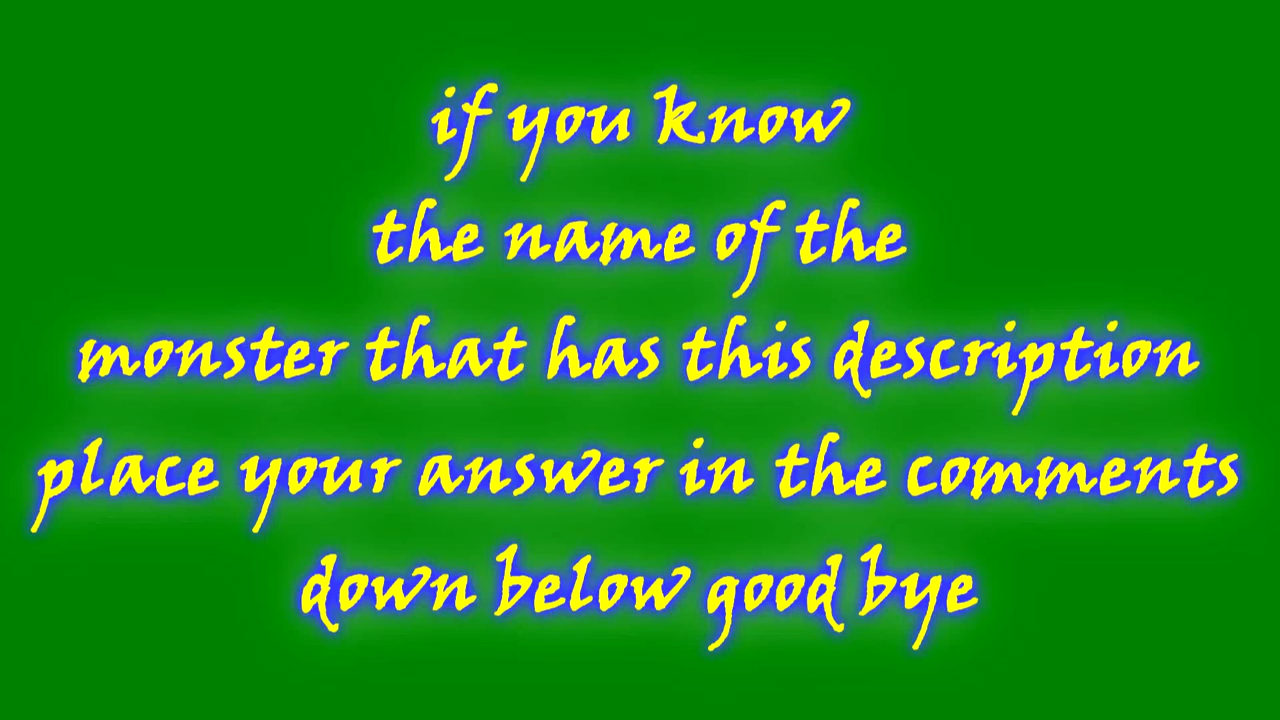 if you know
the name of the
monster that has this description
place your answer in the comments
down below good bye